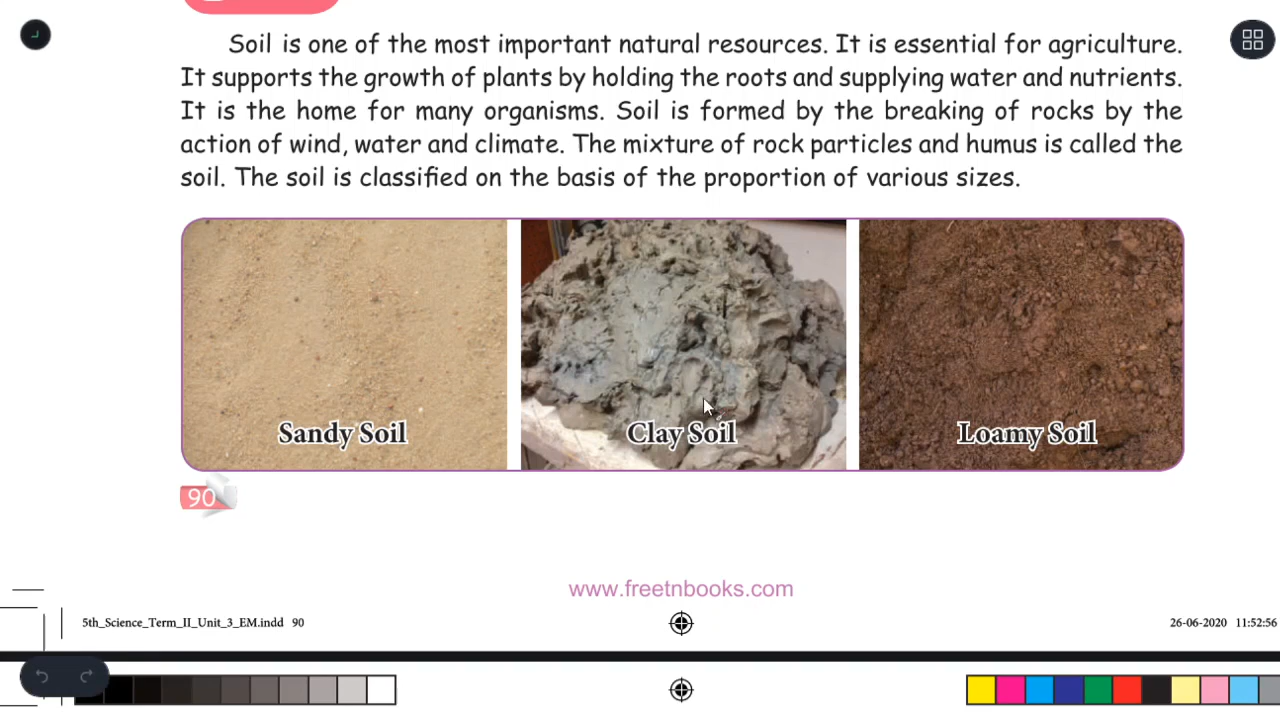 Soil is one of the most important natural resources. It is essential for agriculture.
It supports the growth of plants by holding the roots and supplying water and nutrients.
It is the home for many organisms. Soil is formed by the breaking of rocks by the
action of wind, water and climate. The mixture of rock particles and humus is called the
soil. The soil is classified on the basis of the proportion of various sizes.
Sandy Soil
Clay Soil
Loamy Soil
90
www.freetnbooks.com
5th_Science_Term_II_Unit_3_EM.indd 90
26-06-2020 11:52:56